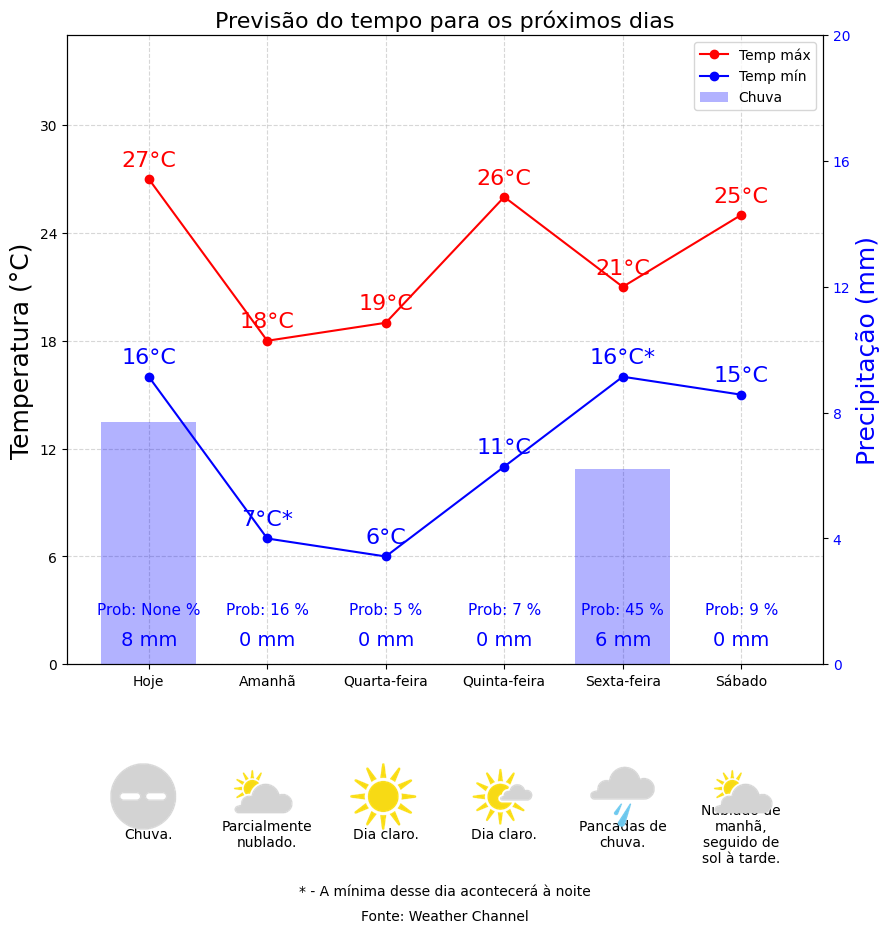 Previsão do tempo para os próximos dias
Temp máx
Temp mín
Chuva
Temperatura (°C)
Precipitação (mm)
30
24
18
12
6
0
20
16
12
8
4
0
27°C
18°C
19°C
26°C
21°C
25°C
16°C
7°C*
6°C
11°C
16°C*
15°C
Prob: None %
Prob: 16 %
Prob: 5 %
Prob: 7 %
Prob: 45 %
Prob: 9 %
8 mm
0 mm
0 mm
0 mm
6 mm
0 mm
Hoje
Amanhã
Quarta-feira
Quinta-feira
Sexta-feira
Sábado
Chuva.
Parcialmente
nublado.
Dia claro.
Dia claro.
Pancadas de
chuva.
Nublado de
manhã,
seguido de
sol à tarde.
* - A mínima desse dia acontecerá à noite
Fonte: Weather Channel